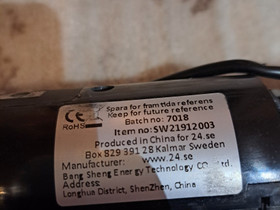 Spara for framtida referens
Keep for future reference
Batch no: 7018
CE
RoHS
Item no: SW21912003
Produced in China for 24.se
Box 829 391 28 Kalmar Sweden
www.24.se
Manufacturer:
Bang Sheng Energy Technology CO., Ltd.
Address:
Longhua District, ShenZhen, China